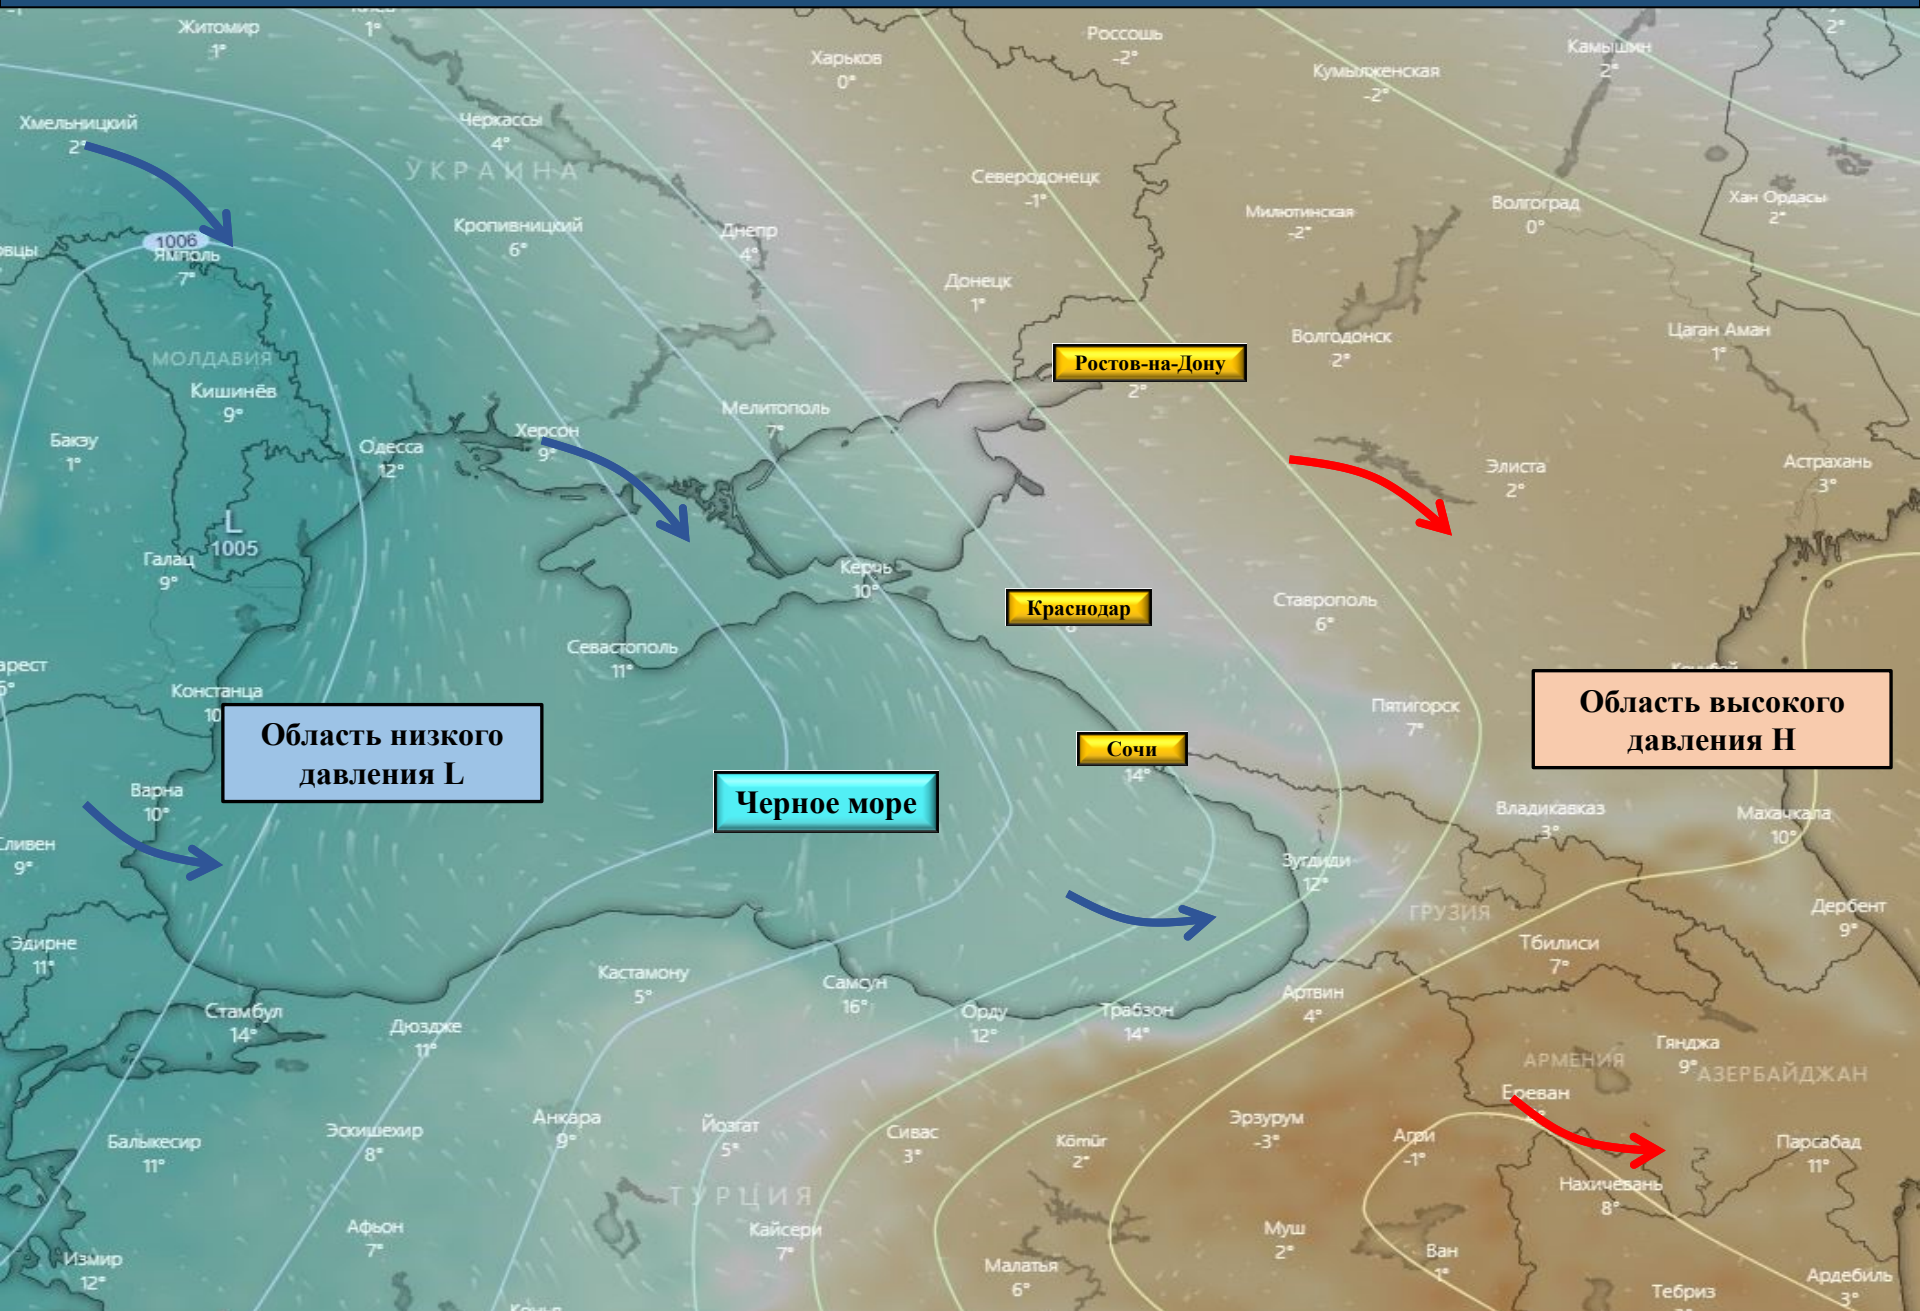 Житомир
1°
1°
Харьков
0°
Россошь
-2°
Кумылженская
-2°
Камышин
2°
2°
Хмельницкий
2°
Черкассы
4°
УКРАИНА
Северодонецк
-1°
Милютинская
-2°
Волгоград
0°
Хан Ордасы
2°
Кропивницкий
6°
Днепр
4°
1006
Ямполь
7°
Донецк
1°
Волгодонск
2°
Цаган Аман
1°
МОЛДАВИЯ
Кишинёв
9°
Ростов-на-Дону
2°
Мелитополь
7°
Бакэу
1°
Одесса
12°
Херсон
9°
Элиста
2°
Астрахань
3°
L
1005
Галац
9°
Керчь
10°
Краснодар
Ставрополь
6°
Севастополь
11°
Констанца
10
Пятигорск
7°
Область низкого
давления L
Область высокого
давления H
Сочи
14°
Черное море
Варна
10°
Владикавказ
3°
Махачкала
10°
Сливен
9°
Зугдиди
12°
ГРУЗИЯ
Дербент
9°
Эдирне
11°
Тбилиси
7°
Кастамону
5°
Самсун
16°
Артвин
4°
Стамбул
14°
Дюздже
11°
Орду
12°
Трабзон
14°
Гянджа
9°
АРМЕНИЯ
АЗЕРБАЙДЖАН
Ереван
Балыкесир
11°
Эскишехир
8°
Анкара
9°
Йозгат
5°
Сивас
3°
Kömür
2°
Эрзурум
-3°
Агри
-1°
Парсабад
11°
ТУРЦИЯ
Нахичевань
8°
Афьон
7°
Кайсери
7°
Муш
2°
Ван
1°
Измир
12°
Малатья
6°
Тебриз
Ардебиль
3°